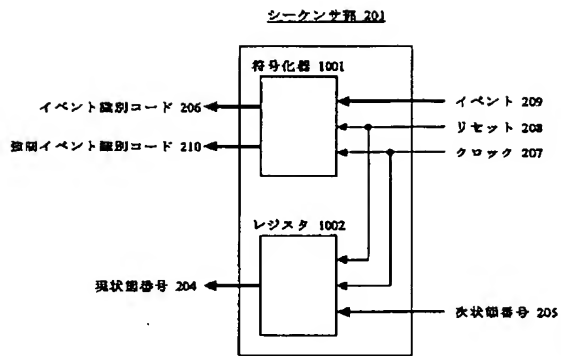 シーケンサ部 201
符号化器 1001
イベント識別コード 206
強制イベント識別コード 210
イベント 209
リセット 208
クロック 207
レジスタ 1002
現状態番号 204
次状態番号 205